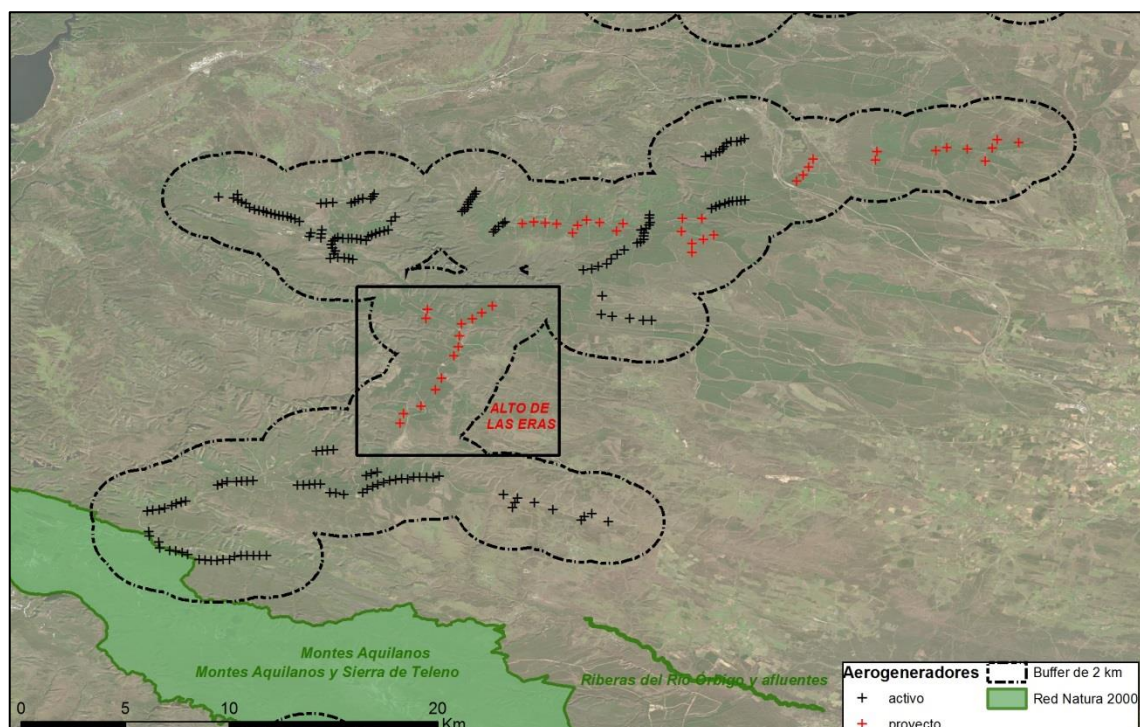 ALTO DE
LAS ERAS
Montes Aquilanos
Montes Aquilanos y Sierra de Teleno
Riberas del Río Órbigo y afluentes
0 5 10 20
Km
Aerogeneradores
activo
proyecto
Buffer de 2 km
Red Natura 2000